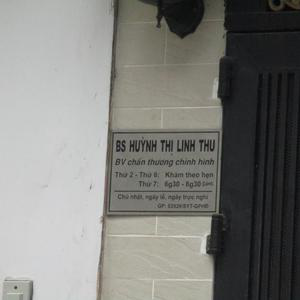 BS HUỲNH THỊ LINH THU
BV chấn thương chỉnh hình
Thứ 2 - Thứ 6: Khám theo hẹn
Thứ 7: 6g30 - 8g30
Chủ nhật, ngày lễ, ngày trực nghỉ